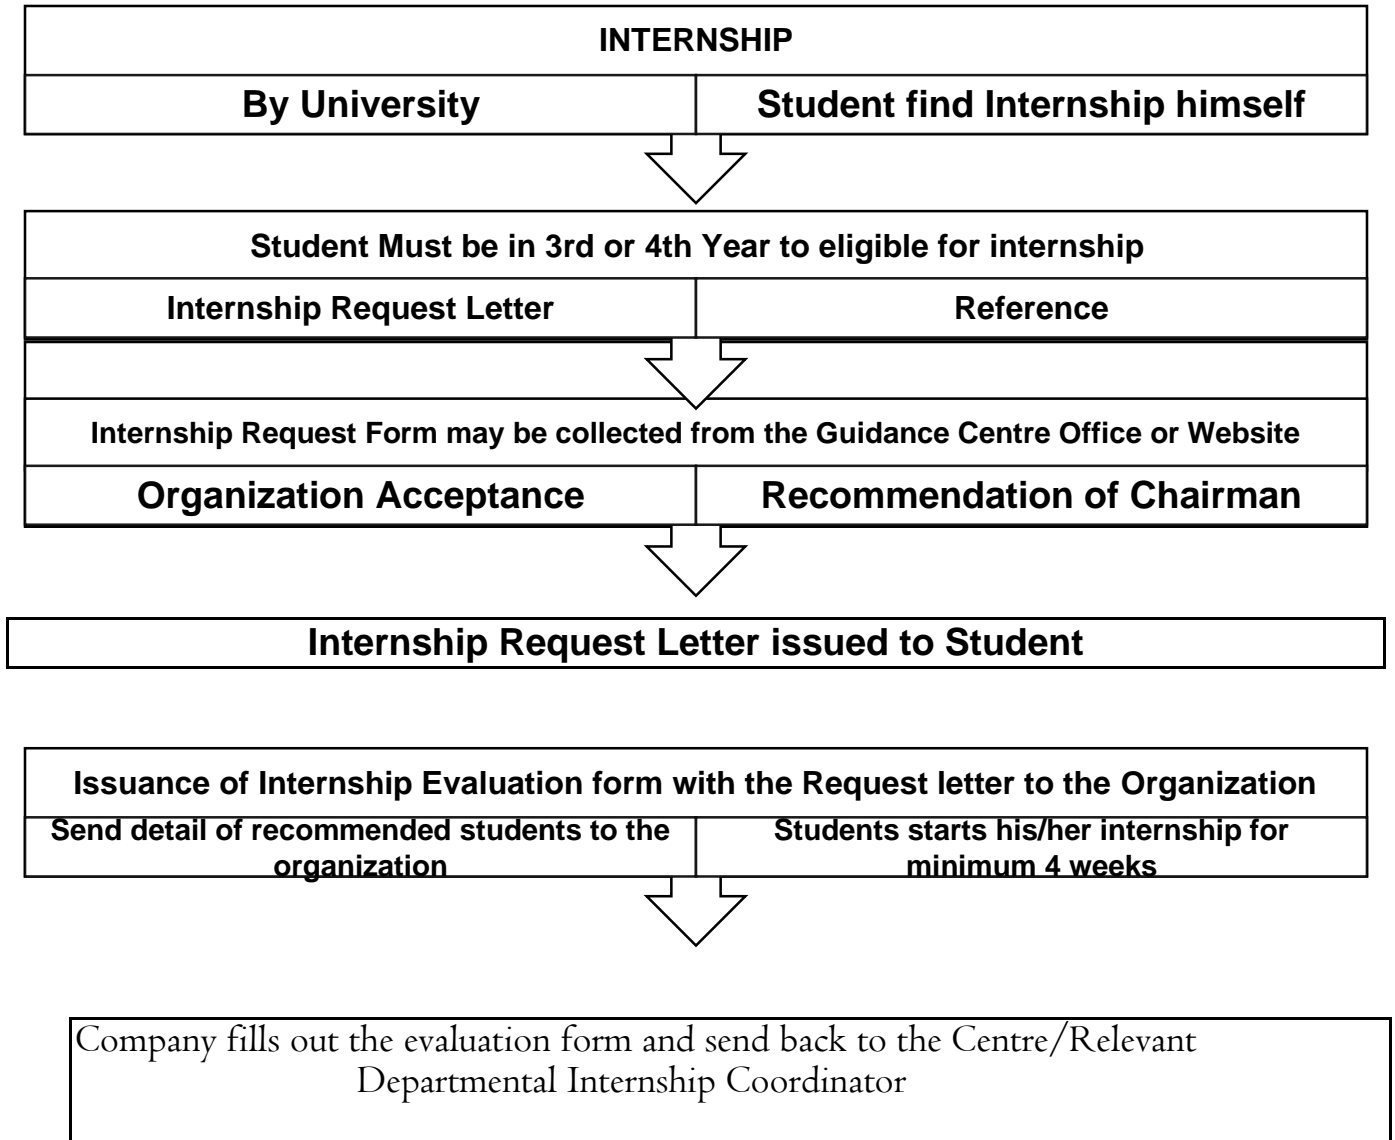 INTERNSHIP
By University
Student find Internship himself
Student Must be in 3rd or 4th Year to eligible for internship
Internship Request Letter
Reference
Internship Request Form may be collected from the Guidance Centre Office or Website
Organization Acceptance
Recommendation of Chairman
Internship Request Letter issued to Student
Issuance of Internship Evaluation form with the Request letter to the Organization
Send detail of recommended students to the
organization
Students starts his/her internship for
minimum 4 weeks
Company fills out the evaluation form and send back to the Centre/Relevant
Departmental Internship Coordinator